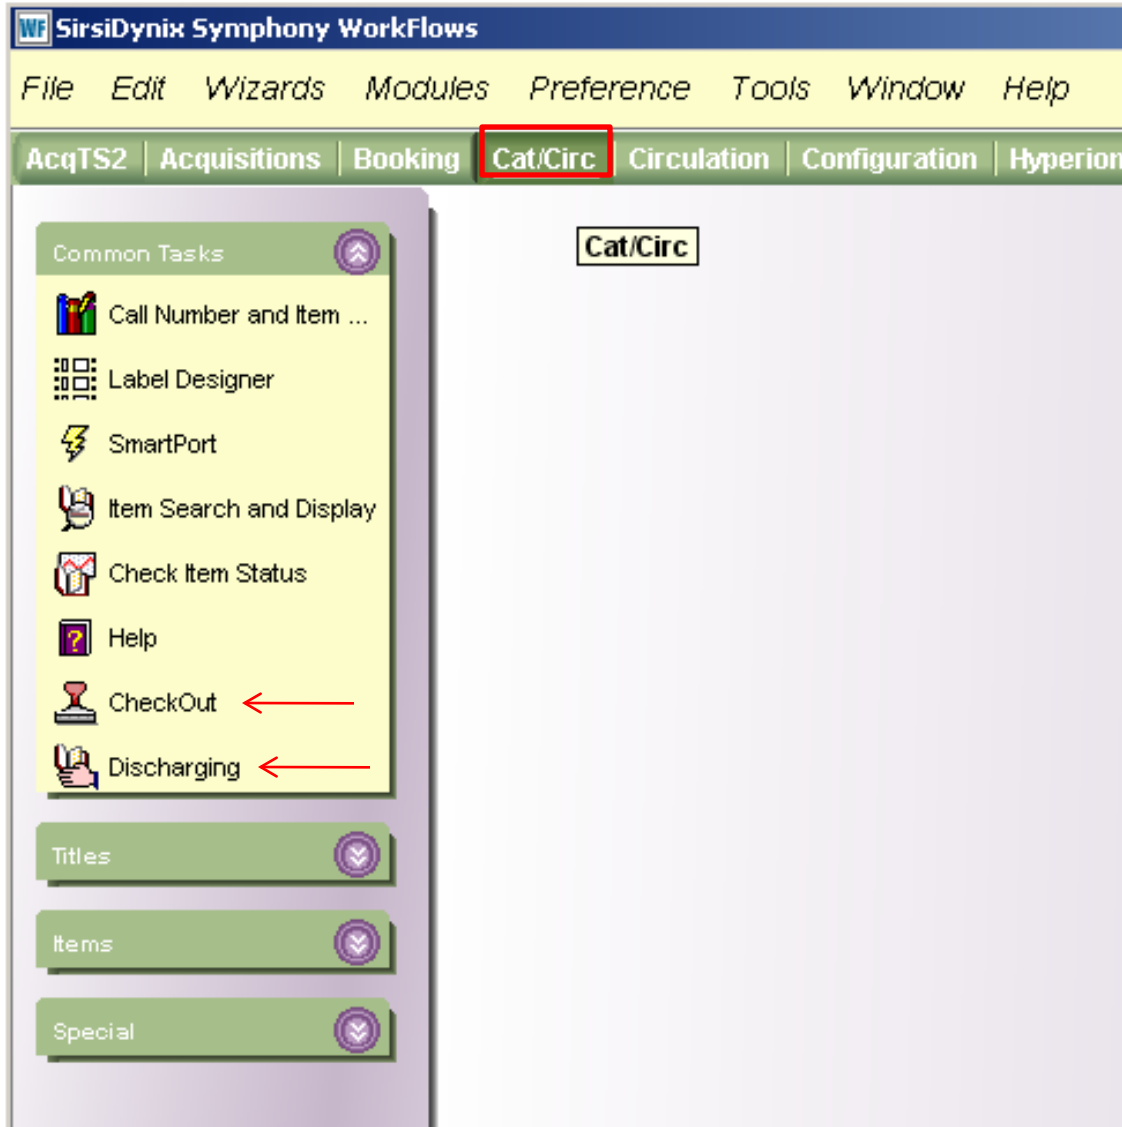 WF SirsiDynix Symphony WorkFlows
File Edit Wizards Modules Preference Tools Window Help
AcqTS2 Acquisitions Booking Cat/Circ Circulation Configuration Hyperion
Common Tasks
Cat/Circ
Call Number and Item ...
Label Designer
SmartPort
Item Search and Display
Check Item Status
? Help
CheckOut
Discharging
Titles
Items
Special